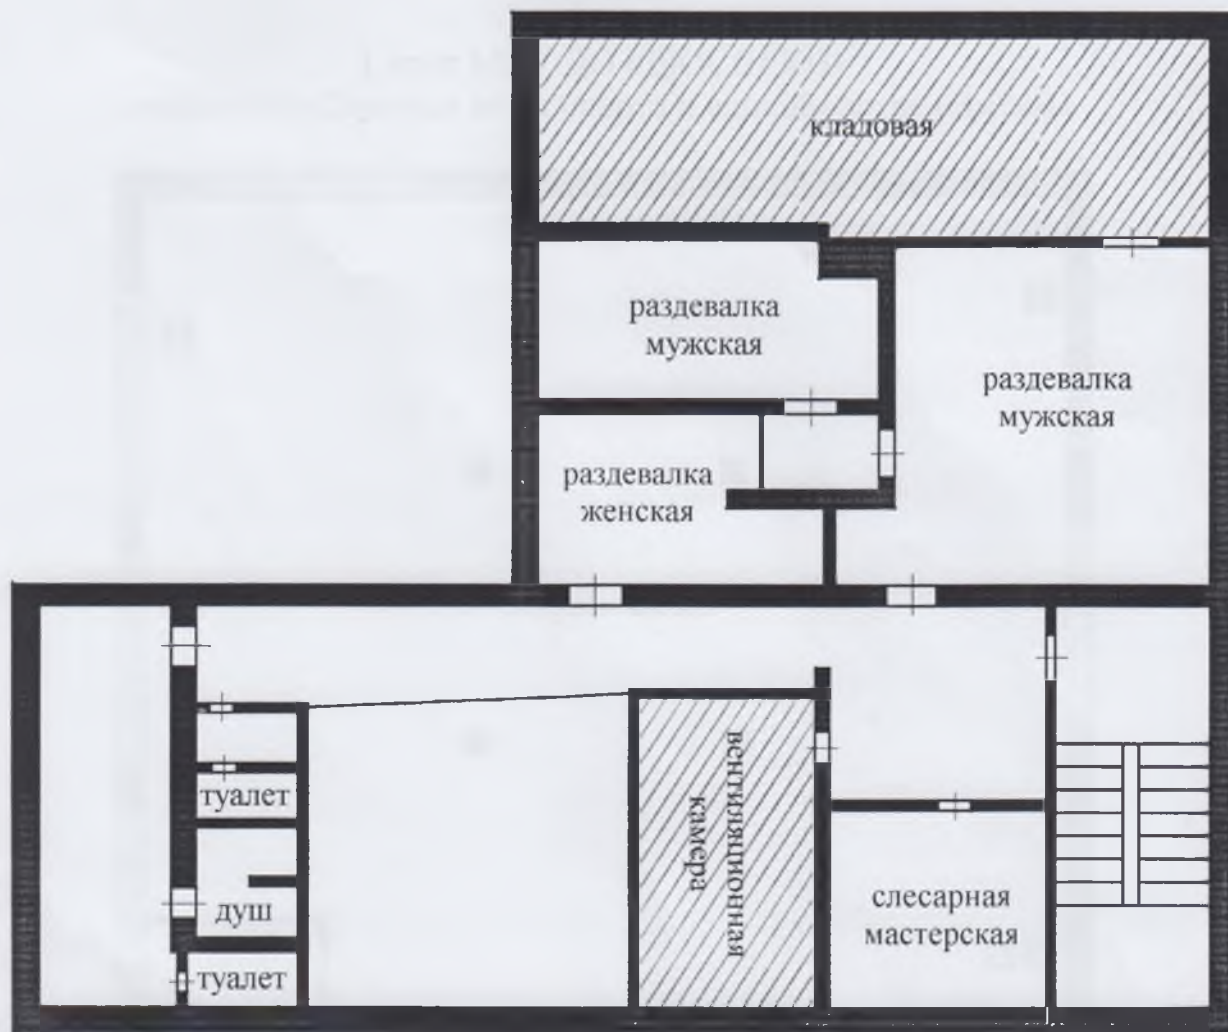 кладовая
раздевалка
мужская
раздевалка
мужская
раздевалка
женская
туалет
душ
туалет
вентиляционная
камера
слесарная
мастерская